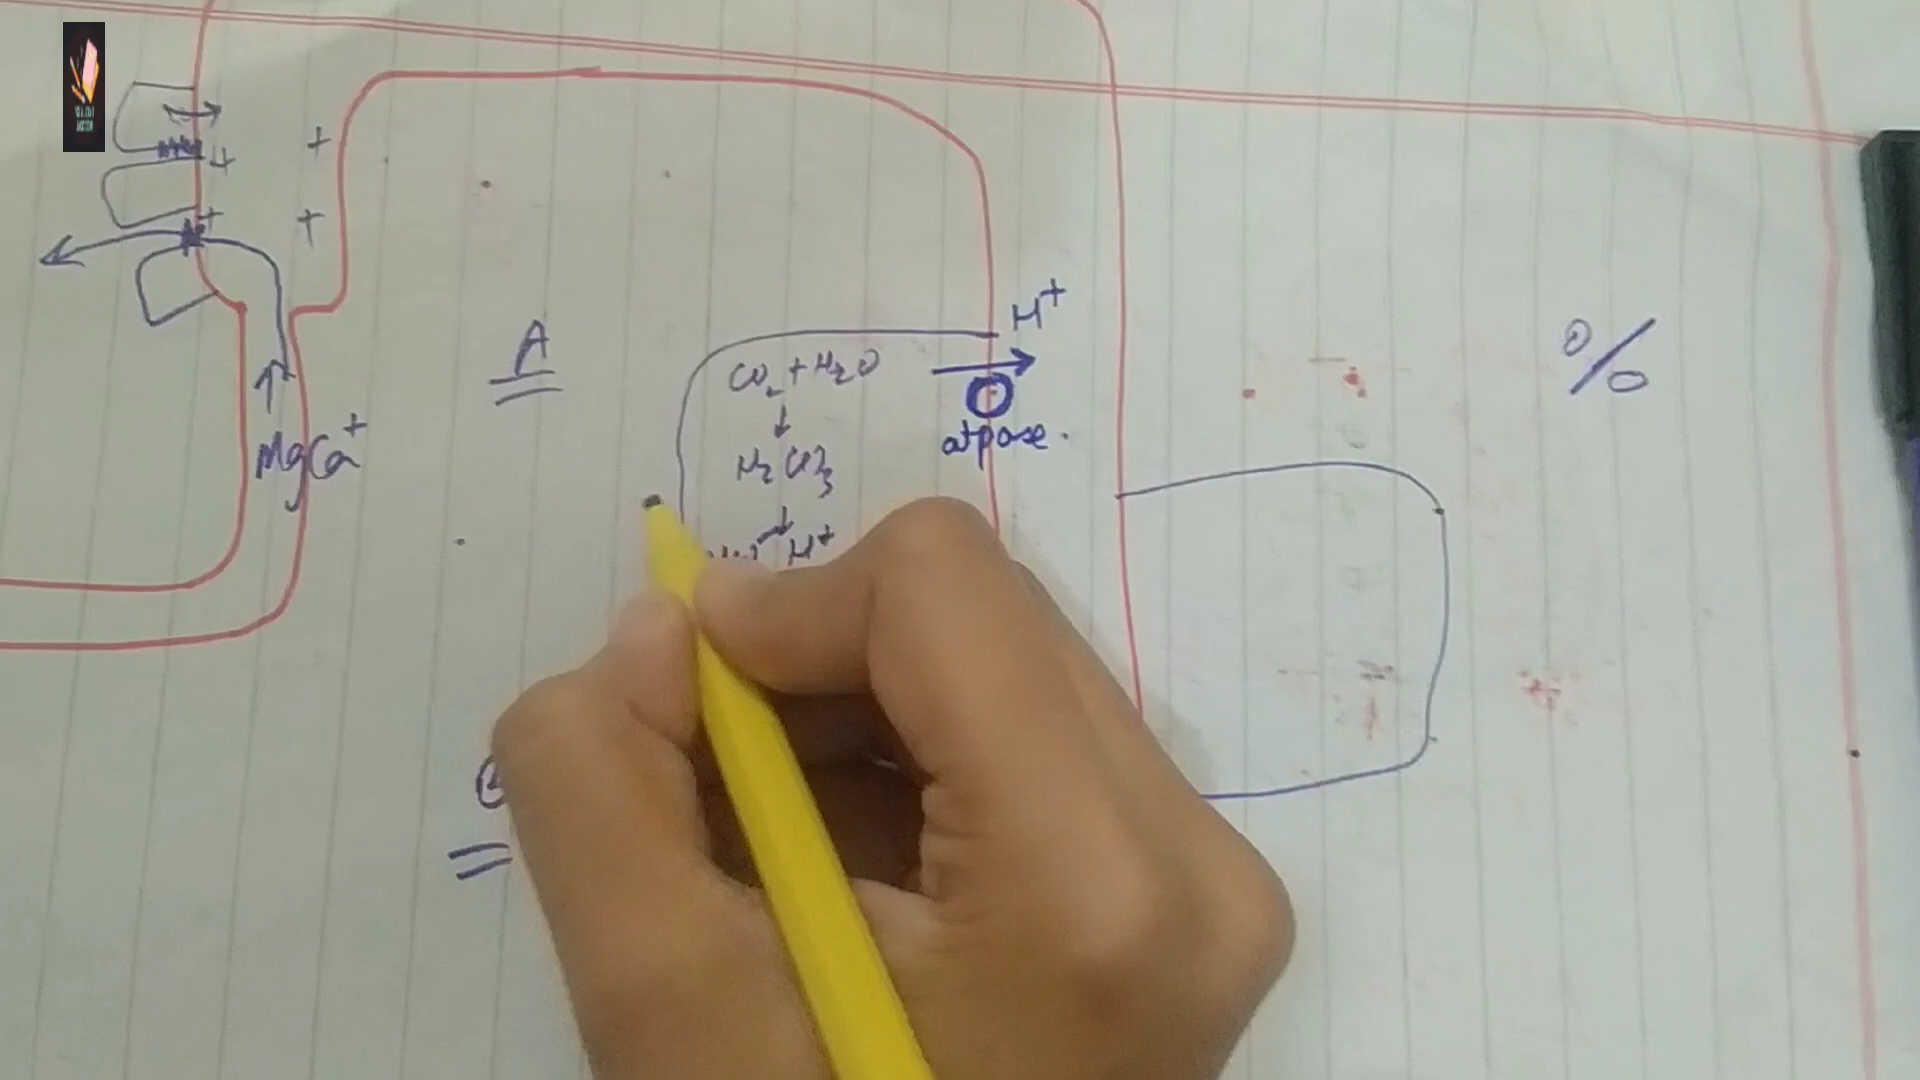 +
+
+
+
H⁺
A
CO₂ + H₂O
atpase.
MgCa⁺
H₂CO₃
H⁺
%